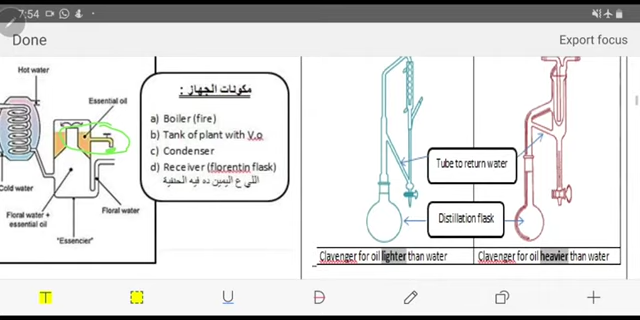 7:54
Done
Export focus
Hot water
Essential oil
Cold water
Floral water +
essential oil
Floral water
"Essencier"
مكونات الجهاز :
a) Boiler (fire)
b) Tank of plant with V.o
c) Condenser
d) Receiver (florentin flask)
اللي ع اليمين ده فيه الحنفية
Tube to return water
Distillation flask
Clavenger for oil lighter than water
Clavenger for oil heavier than water
T
U
D